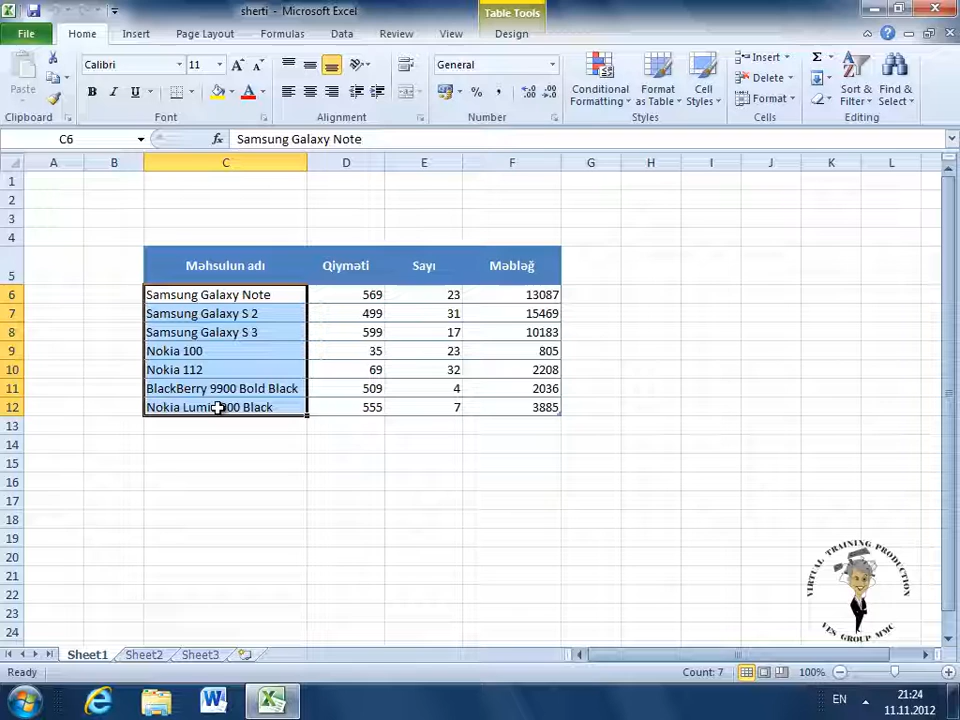 sherti - Microsoft Excel
Table Tools
File Home Insert Page Layout Formulas Data Review View Design
Paste
Calibri 11
General
Conditional Formatting
Format as Table
Cell Styles
Insert
Delete
Format
Sort & Filter
Find & Select
Clipboard Font Alignment Number Styles Cells Editing
C6 fx Samsung Galaxy Note
A B C D E F G H I J K L
1
2
3
4
5 Məhsulun adı Qiyməti Sayı Məbləğ
6 Samsung Galaxy Note 569 23 13087
7 Samsung Galaxy S 2 499 31 15469
8 Samsung Galaxy S 3 599 17 10183
9 Nokia 100 35 23 805
10 Nokia 112 69 32 2208
11 BlackBerry 9900 Bold Black 509 4 2036
12 Nokia Black 555 7 3885
13
14
15
16
17
18
19
20
21
22
23
24
VIRTUAL TRAINING PRODUCTION
VES GROUP MMC
Sheet1 Sheet2 Sheet3
Ready Count: 7 100%
EN 21:24
11.11.2012